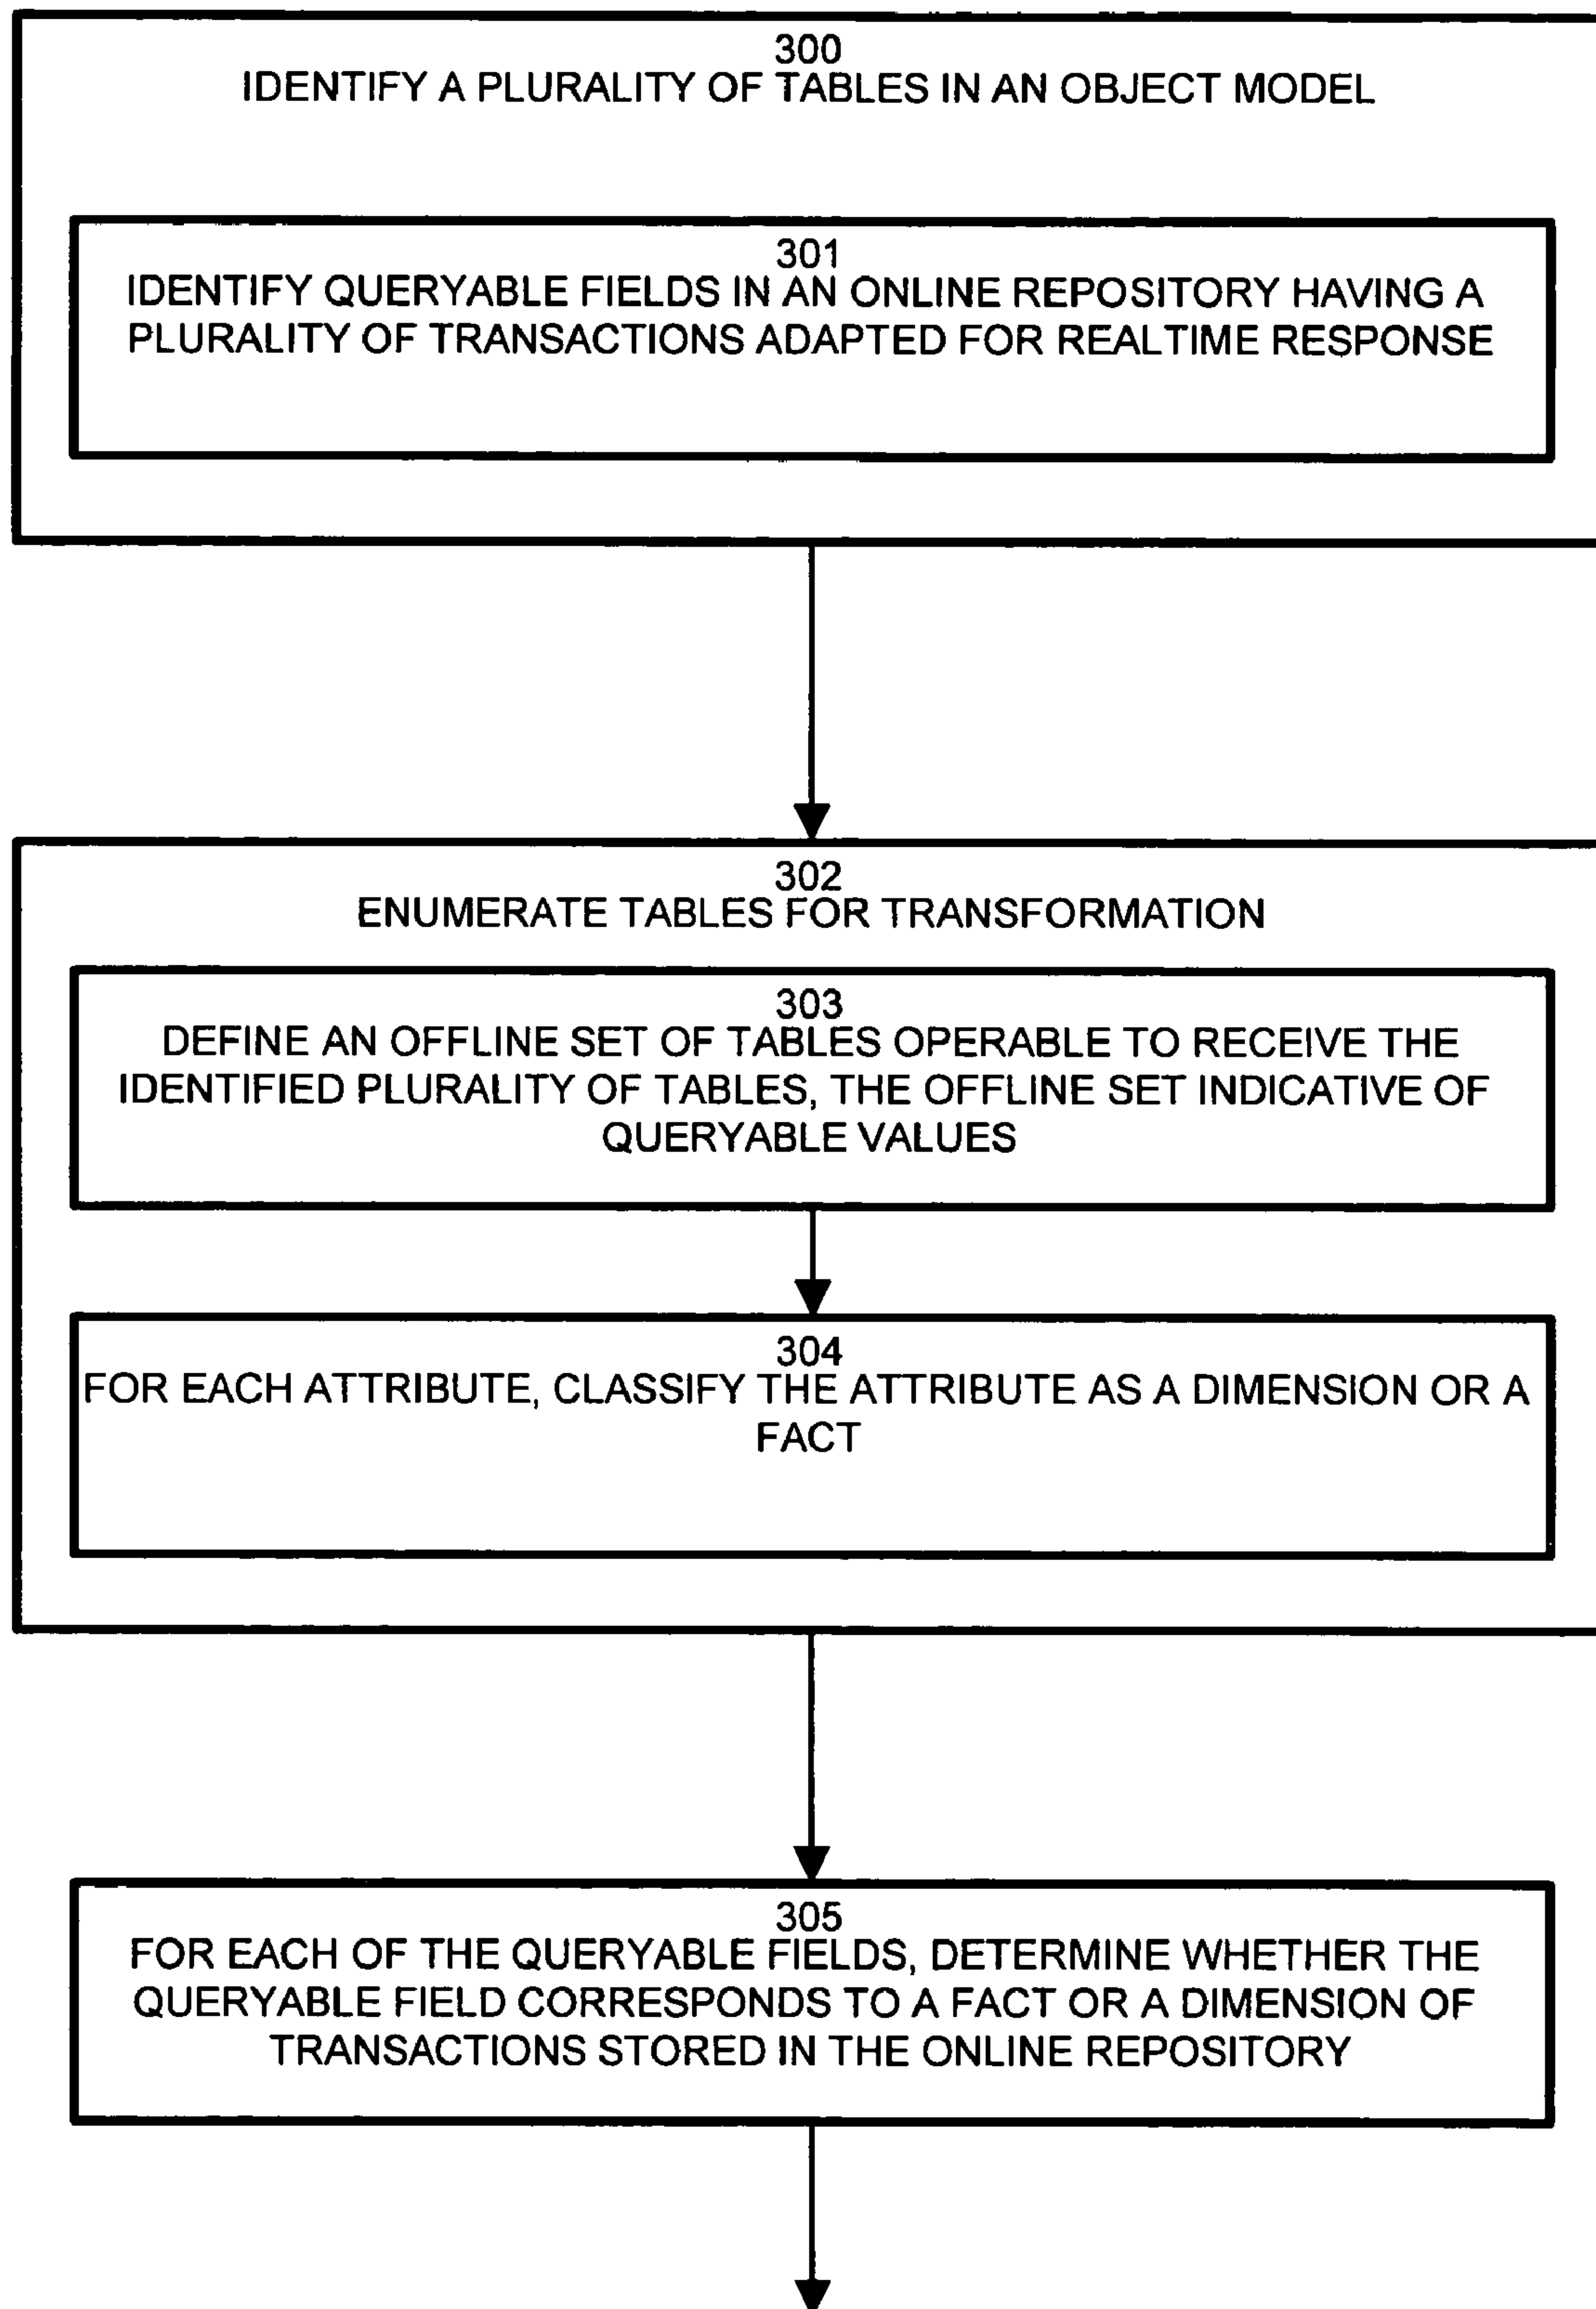 300
IDENTIFY A PLURALITY OF TABLES IN AN OBJECT MODEL
301
IDENTIFY QUERYABLE FIELDS IN AN ONLINE REPOSITORY HAVING A
PLURALITY OF TRANSACTIONS ADAPTED FOR REALTIME RESPONSE
302
ENUMERATE TABLES FOR TRANSFORMATION
303
DEFINE AN OFFLINE SET OF TABLES OPERABLE TO RECEIVE THE
IDENTIFIED PLURALITY OF TABLES, THE OFFLINE SET INDICATIVE OF
QUERYABLE VALUES
304
FOR EACH ATTRIBUTE, CLASSIFY THE ATTRIBUTE AS A DIMENSION OR A
FACT
305
FOR EACH OF THE QUERYABLE FIELDS, DETERMINE WHETHER THE
QUERYABLE FIELD CORRESPONDS TO A FACT OR A DIMENSION OF
TRANSACTIONS STORED IN THE ONLINE REPOSITORY